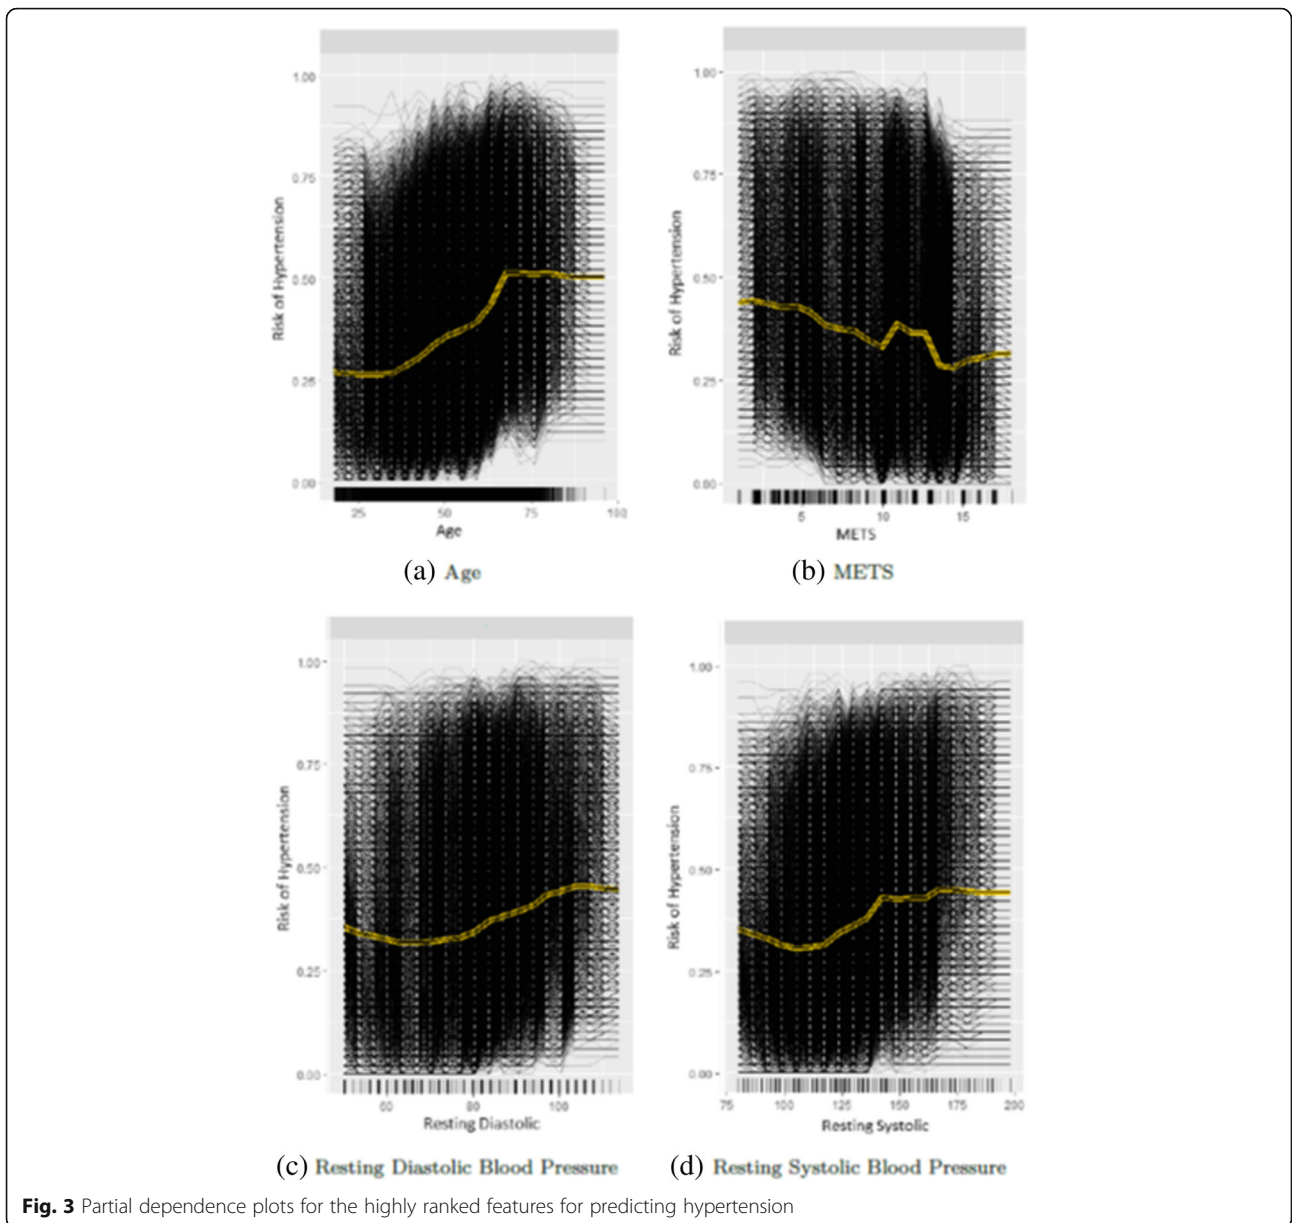 1.00
0.75
0.50
0.25
0.00
Risk of Hypertension
25 50 75 100
Age
(a) Age
1.00
0.75
0.50
0.25
0.00
Risk of Hypertension
5 10 15
METS
(b) METS
1.00
0.75
0.50
0.25
0.00
Risk of Hypertension
60 80 100
Resting Diastolic
(c) Resting Diastolic Blood Pressure
1.00
0.75
0.50
0.25
0.00
Risk of Hypertension
75 100 125 150 175 200
Resting Systolic
(d) Resting Systolic Blood Pressure
Fig. 3 Partial dependence plots for the highly ranked features for predicting hypertension